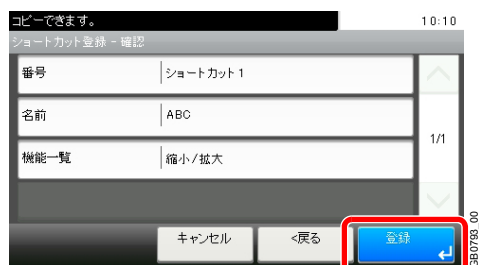 コピーできます。 10:10
ショートカット登録 - 確認
番号 ショートカット 1
名前 ABC
1/1
機能一覧 縮小/拡大
キャンセル <戻る 登録
GB0793_00